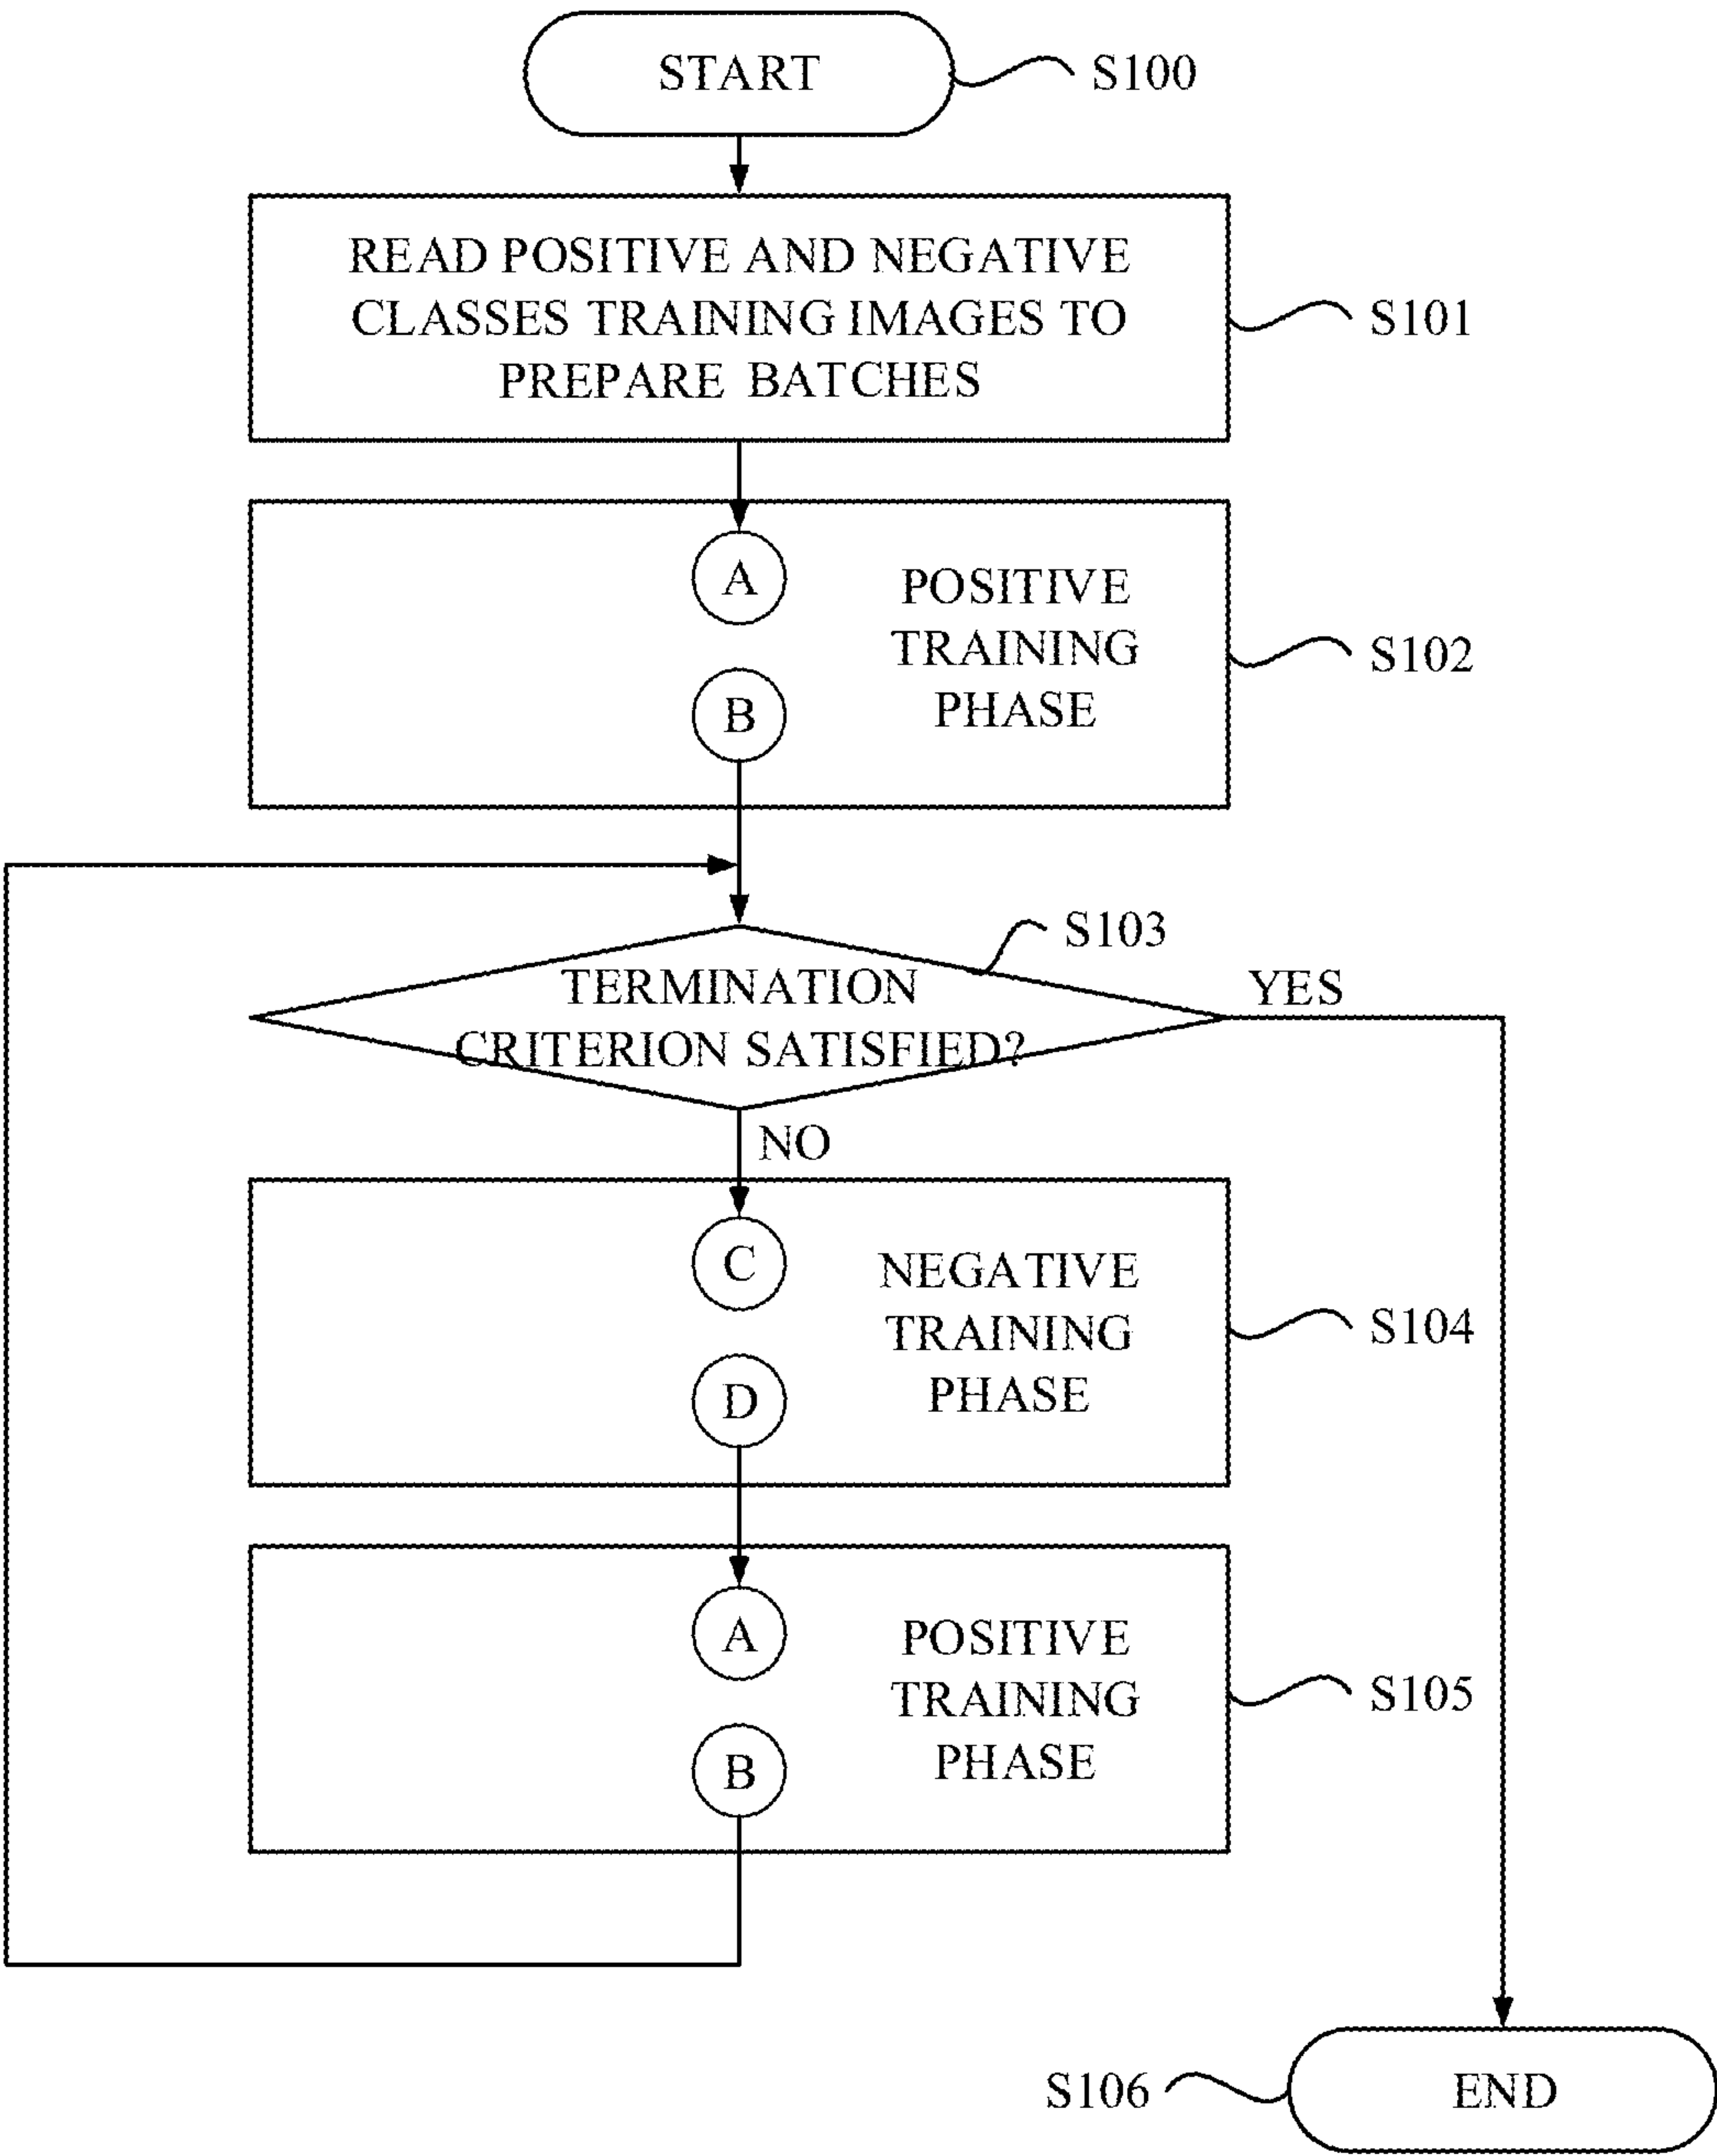 START
S100
READ POSITIVE AND NEGATIVE
CLASSES TRAINING IMAGES TO
PREPARE BATCHES
S101
A
B
POSITIVE
TRAINING
PHASE
S102
S103
TERMINATION
CRITERION SATISFIED?
YES
NO
C
D
NEGATIVE
TRAINING
PHASE
S104
A
B
POSITIVE
TRAINING
PHASE
S105
S106
END